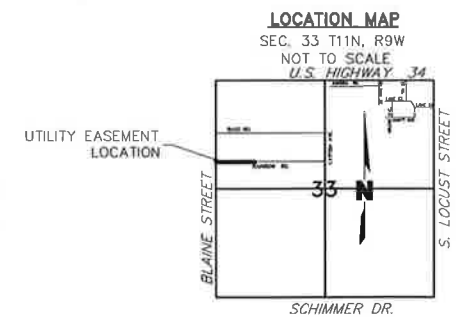 LOCATION MAP
SEC. 33 T11N, R9W
NOT TO SCALE
U.S. HIGHWAY 34
UTILITY EASEMENT
LOCATION
33 N
BLAINE STREET
S. LOCUST STREET
SCHIMMER DR.